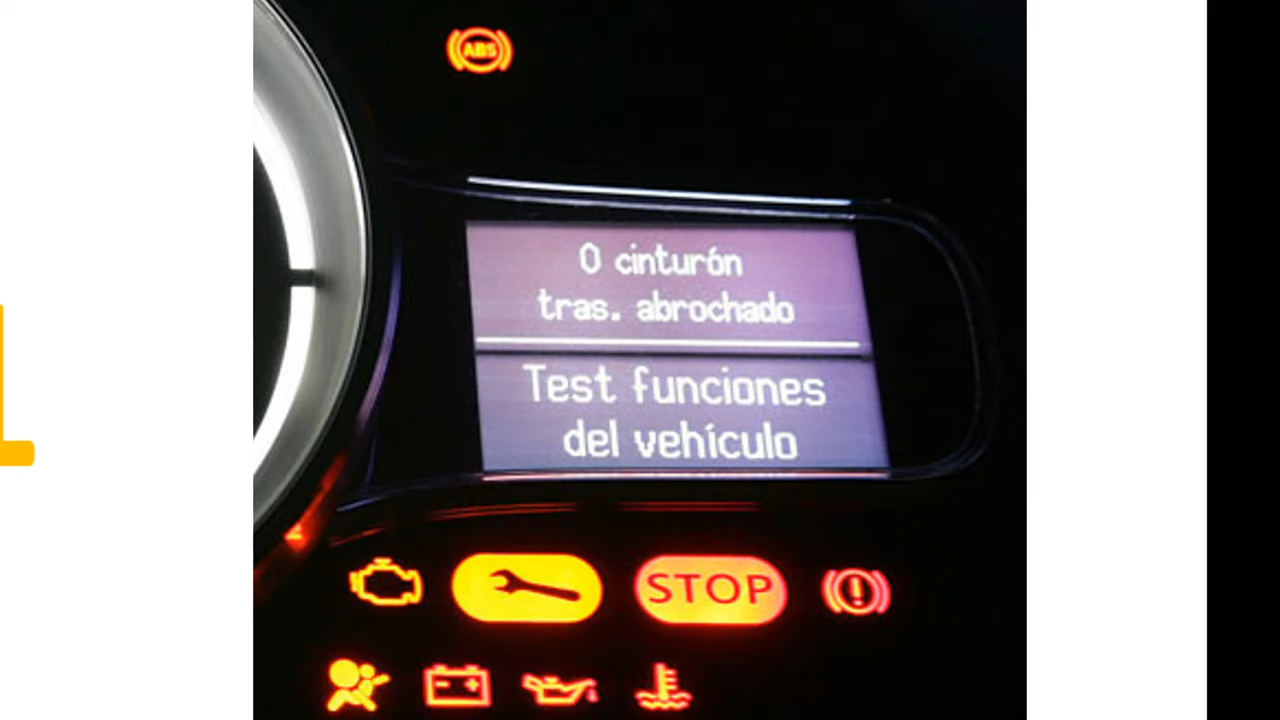 ABS
0 cinturón
tras. abrochado
Test funciones
del vehículo
STOP